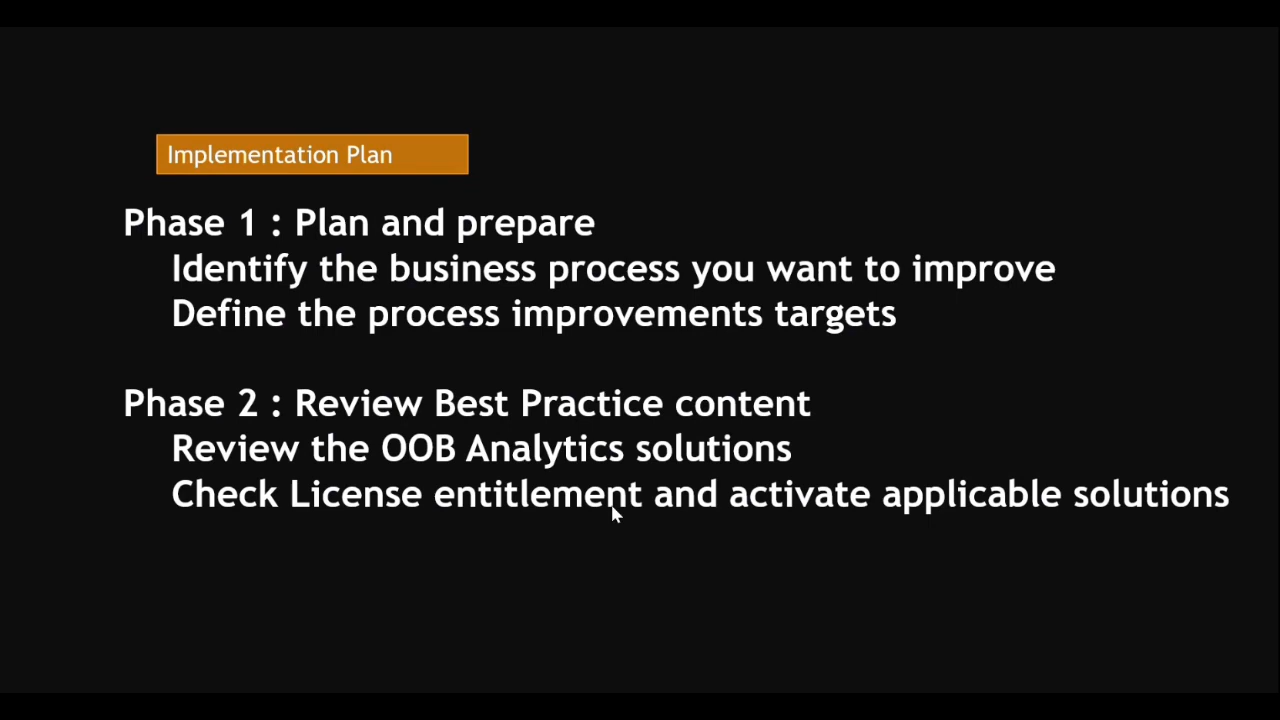 Implementation Plan
Phase 1 : Plan and prepare
Identify the business process you want to improve
Define the process improvements targets
Phase 2 : Review Best Practice content
Review the OOB Analytics solutions
Check License entitlement and activate applicable solutions